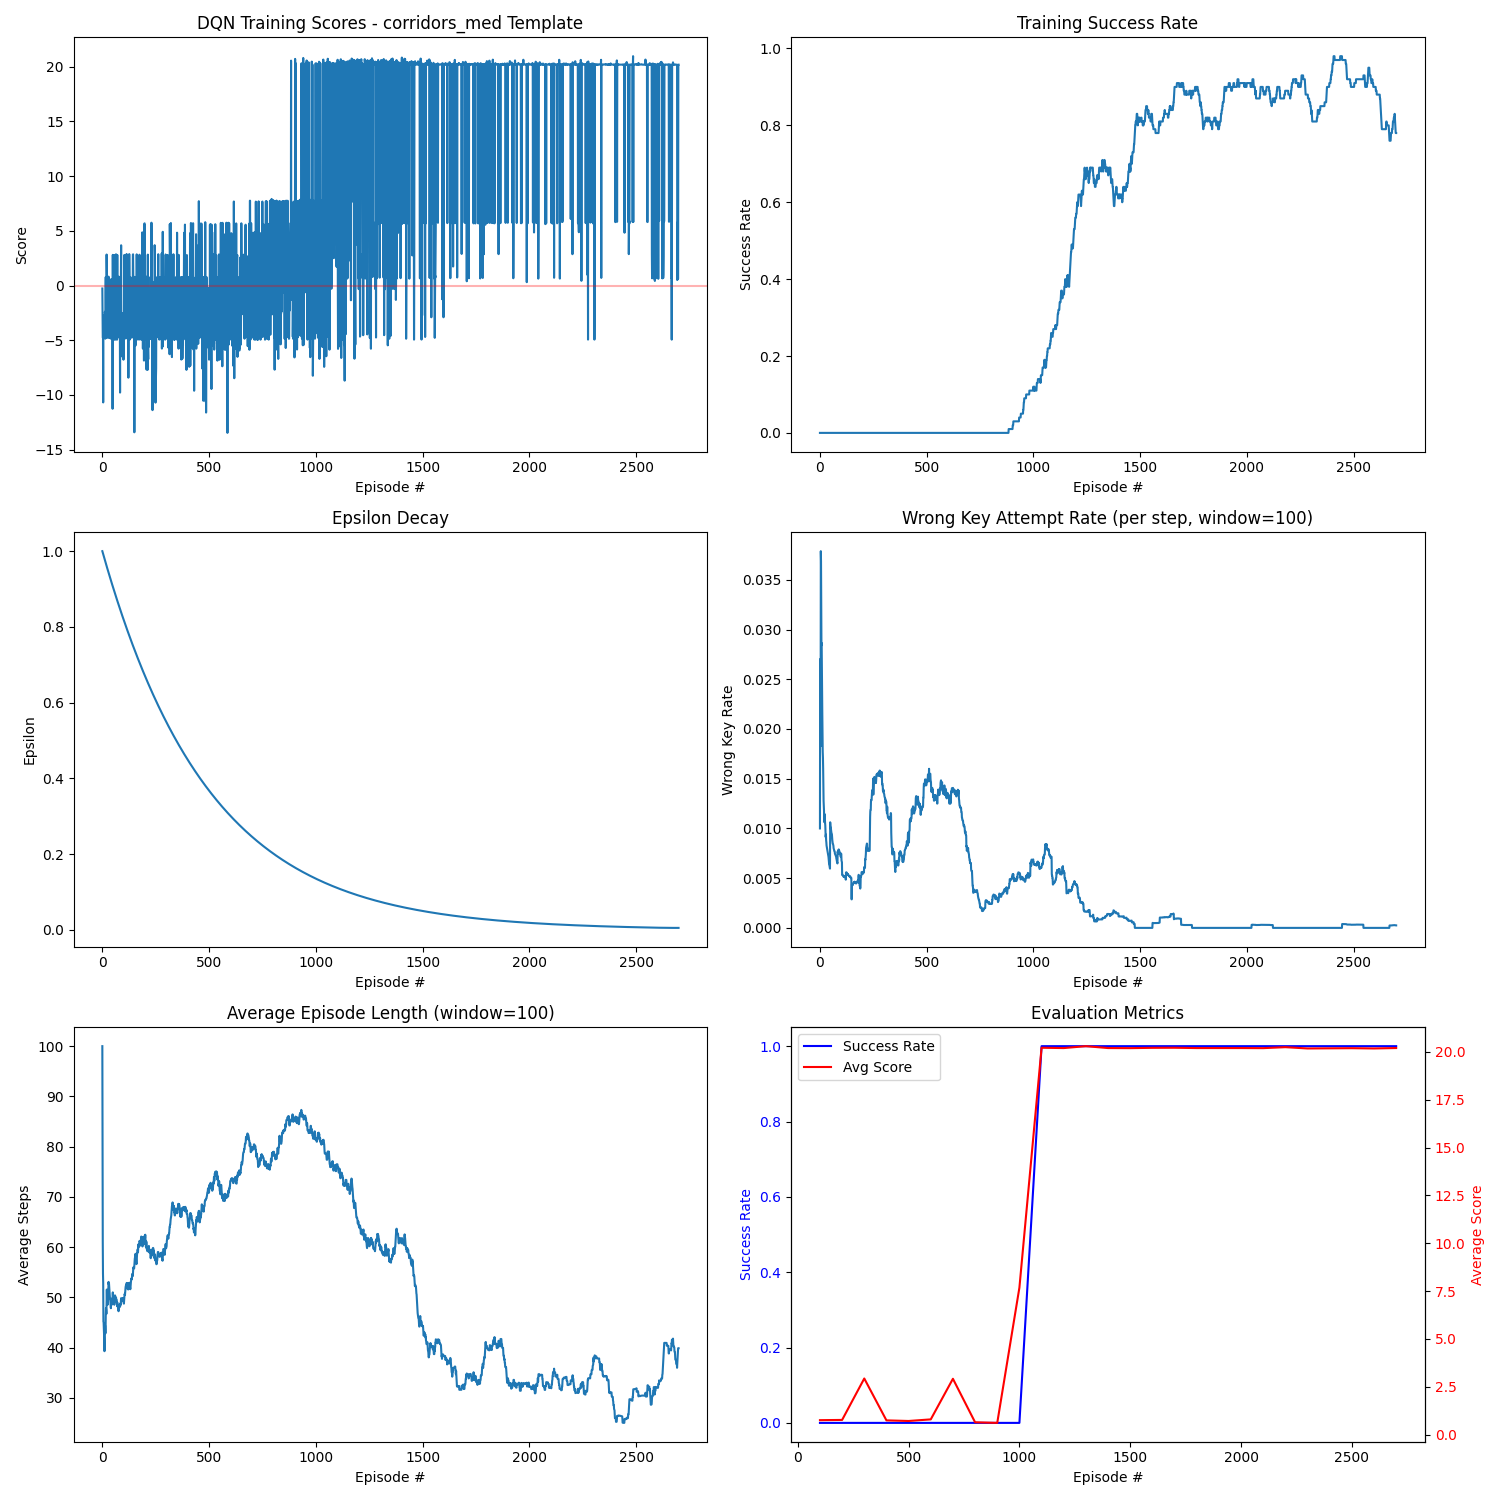 DQN Training Scores - corridors_med Template
Score
20
15
10
5
0
−5
−10
−15
0 500 1000 1500 2000 2500
Episode #
Training Success Rate
Success Rate
1.0
0.8
0.6
0.4
0.2
0.0
0 500 1000 1500 2000 2500
Episode #
Epsilon Decay
Epsilon
1.0
0.8
0.6
0.4
0.2
0.0
0 500 1000 1500 2000 2500
Episode #
Wrong Key Attempt Rate (per step, window=100)
Wrong Key Rate
0.035
0.030
0.025
0.020
0.015
0.010
0.005
0.000
0 500 1000 1500 2000 2500
Episode #
Average Episode Length (window=100)
Average Steps
100
90
80
70
60
50
40
30
0 500 1000 1500 2000 2500
Episode #
Evaluation Metrics
Success Rate
Avg Score
Success Rate
1.0
0.8
0.6
0.4
0.2
0.0
Average Score
20.0
17.5
15.0
12.5
10.0
7.5
5.0
2.5
0.0
0 500 1000 1500 2000 2500
Episode #